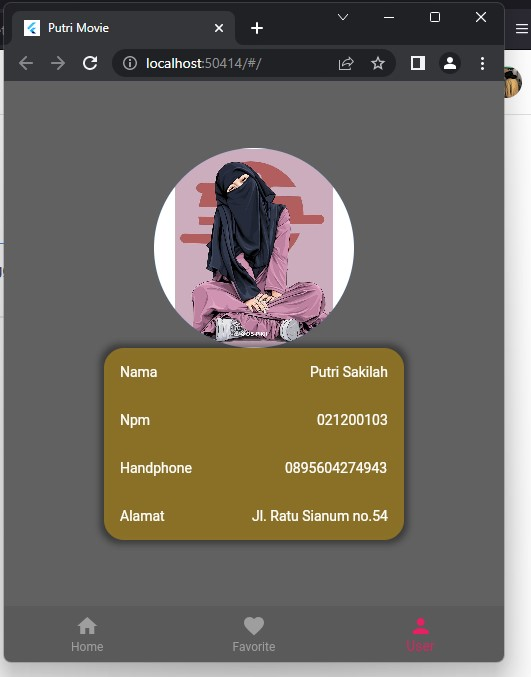 Putri Movie
localhost:50414/#/
Nama Putri Sakilah
Npm 021200103
Handphone 0895604274943
Alamat Jl. Ratu Sianum no.54
Home Favorite User